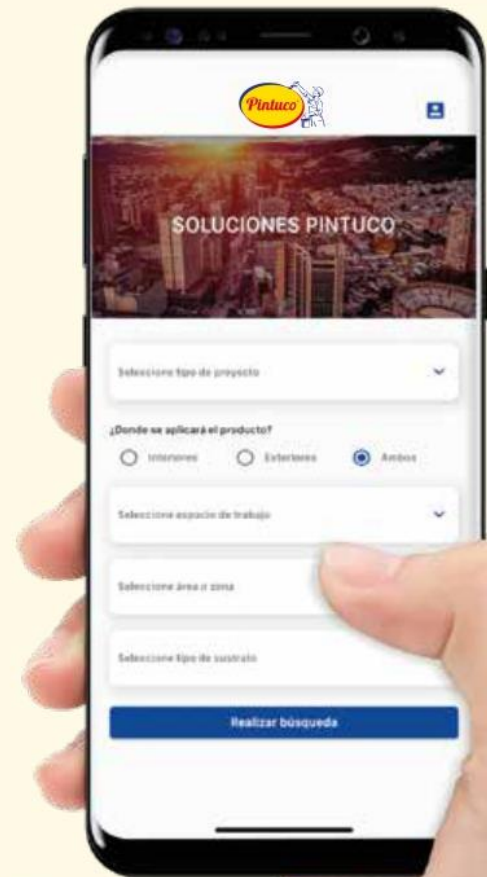 Pintuco
SOLUCIONES PINTUCO
Seleccione tipo de proyecto
¿Donde se aplicará el producto?
Interiores Exteriores Ambos
Seleccione espacio de trabajo
Seleccione área o zona
Seleccione tipo de sustrato
Realizar búsqueda